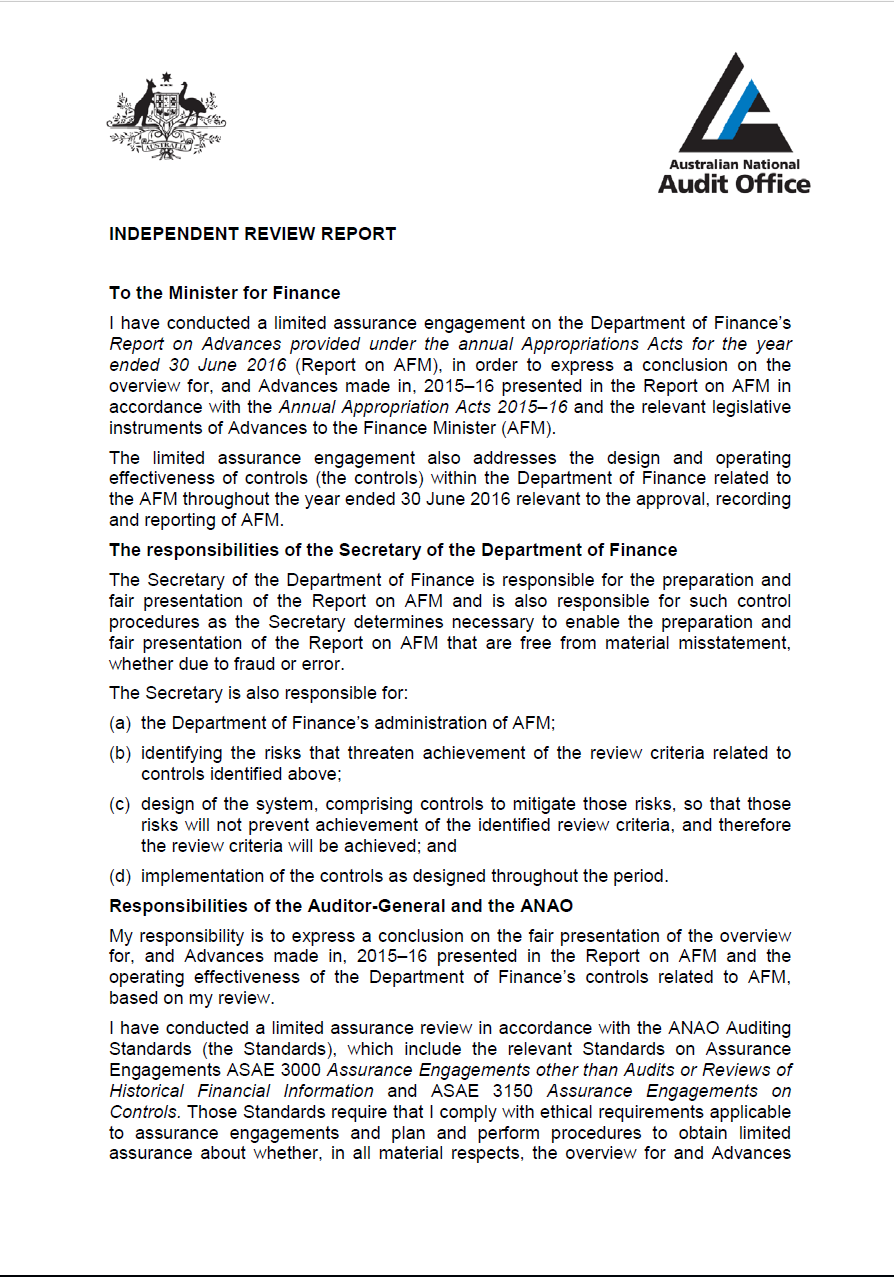 AUSTRALIA
Australian National
Audit Office
INDEPENDENT REVIEW REPORT
To the Minister for Finance
I have conducted a limited assurance engagement on the Department of Finance’s
Report on Advances provided under the annual Appropriations Acts for the year
ended 30 June 2016 (Report on AFM), in order to express a conclusion on the
overview for, and Advances made in, 2015–16 presented in the Report on AFM in
accordance with the Annual Appropriation Acts 2015–16 and the relevant legislative
instruments of Advances to the Finance Minister (AFM).
The limited assurance engagement also addresses the design and operating
effectiveness of controls (the controls) within the Department of Finance related to
the AFM throughout the year ended 30 June 2016 relevant to the approval, recording
and reporting of AFM.
The responsibilities of the Secretary of the Department of Finance
The Secretary of the Department of Finance is responsible for the preparation and
fair presentation of the Report on AFM and is also responsible for such control
procedures as the Secretary determines necessary to enable the preparation and
fair presentation of the Report on AFM that are free from material misstatement,
whether due to fraud or error.
The Secretary is also responsible for:
(a) the Department of Finance’s administration of AFM;
(b) identifying the risks that threaten achievement of the review criteria related to
controls identified above;
(c) design of the system, comprising controls to mitigate those risks, so that those
risks will not prevent achievement of the identified review criteria, and therefore
the review criteria will be achieved; and
(d) implementation of the controls as designed throughout the period.
Responsibilities of the Auditor-General and the ANAO
My responsibility is to express a conclusion on the fair presentation of the overview
for, and Advances made in, 2015–16 presented in the Report on AFM and the
operating effectiveness of the Department of Finance’s controls related to AFM,
based on my review.
I have conducted a limited assurance review in accordance with the ANAO Auditing
Standards (the Standards), which include the relevant Standards on Assurance
Engagements ASAE 3000 Assurance Engagements other than Audits or Reviews of
Historical Financial Information and ASAE 3150 Assurance Engagements on
Controls. Those Standards require that I comply with ethical requirements applicable
to assurance engagements and plan and perform procedures to obtain limited
assurance about whether, in all material respects, the overview for and Advances